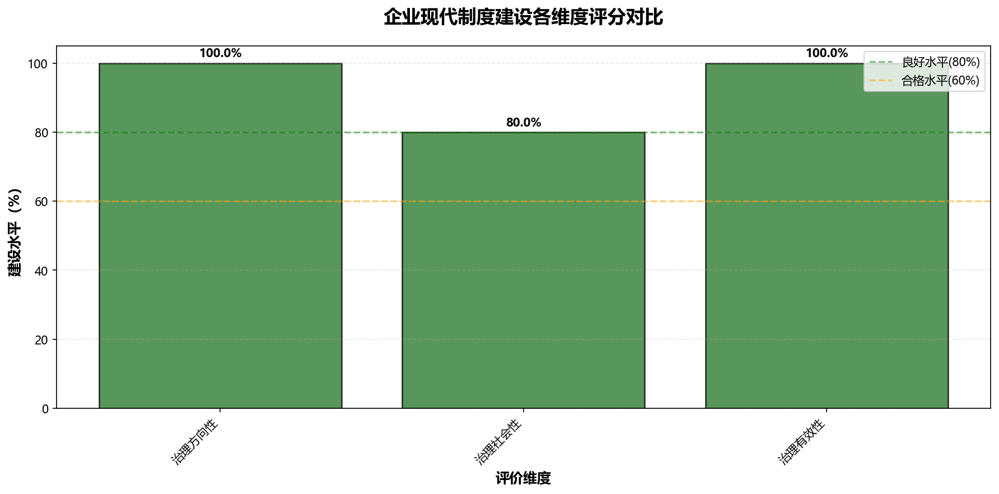 企业现代制度建设各维度评分对比
100.0%
80.0%
100.0%
良好水平(80%)
合格水平(60%)
建设水平 (%)
100
80
60
40
20
0
治理方向性
治理社会性
治理有效性
评价维度